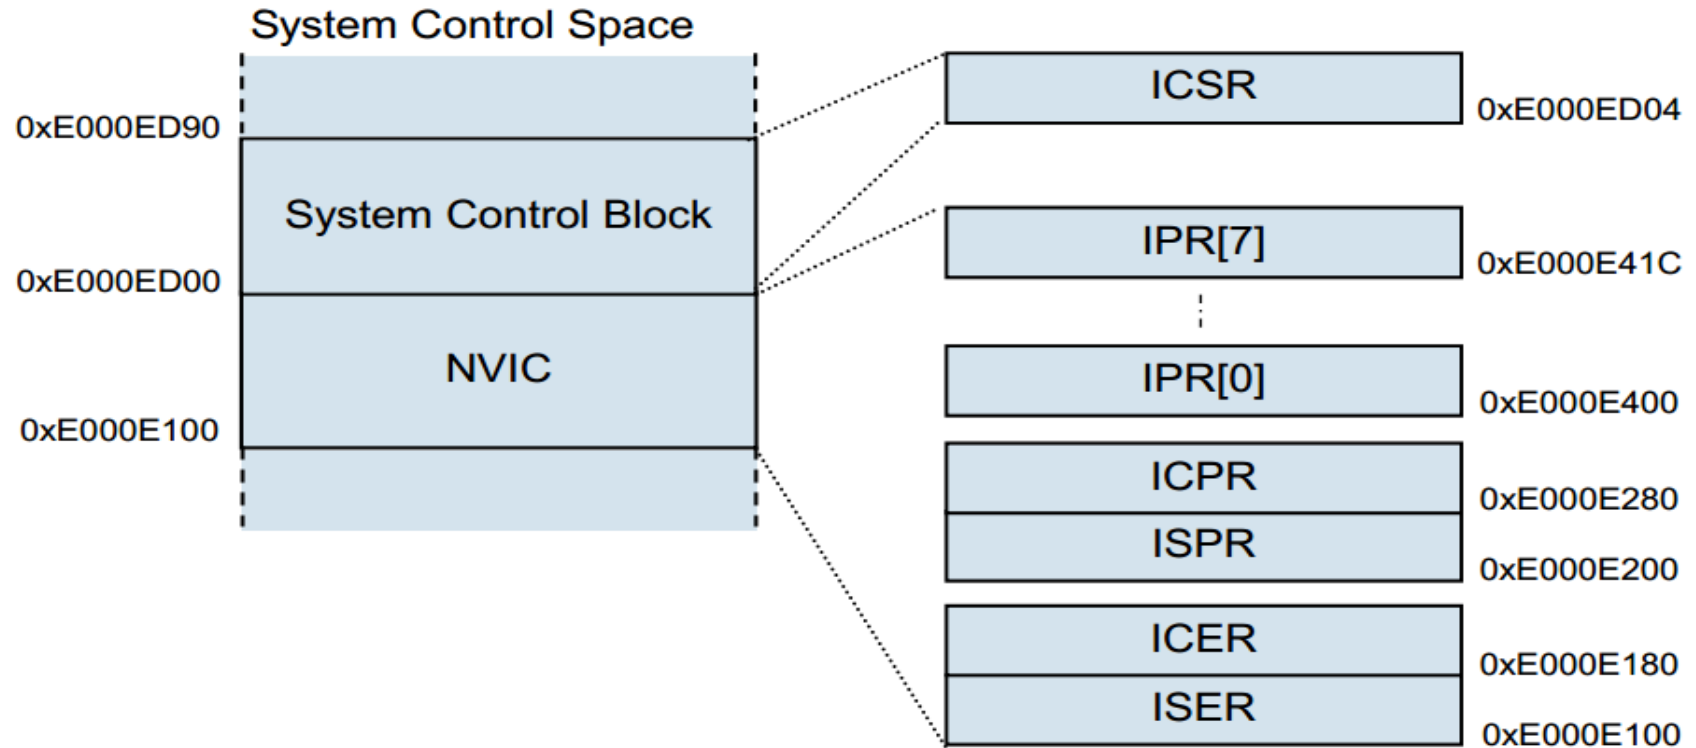 System Control Space
0xE000ED90
System Control Block
0xE000ED00
NVIC
0xE000E100
ICSR
0xE000ED04
IPR[7]
0xE000E41C
IPR[0]
0xE000E400
ICPR
0xE000E280
ISPR
0xE000E200
ICER
0xE000E180
ISER
0xE000E100